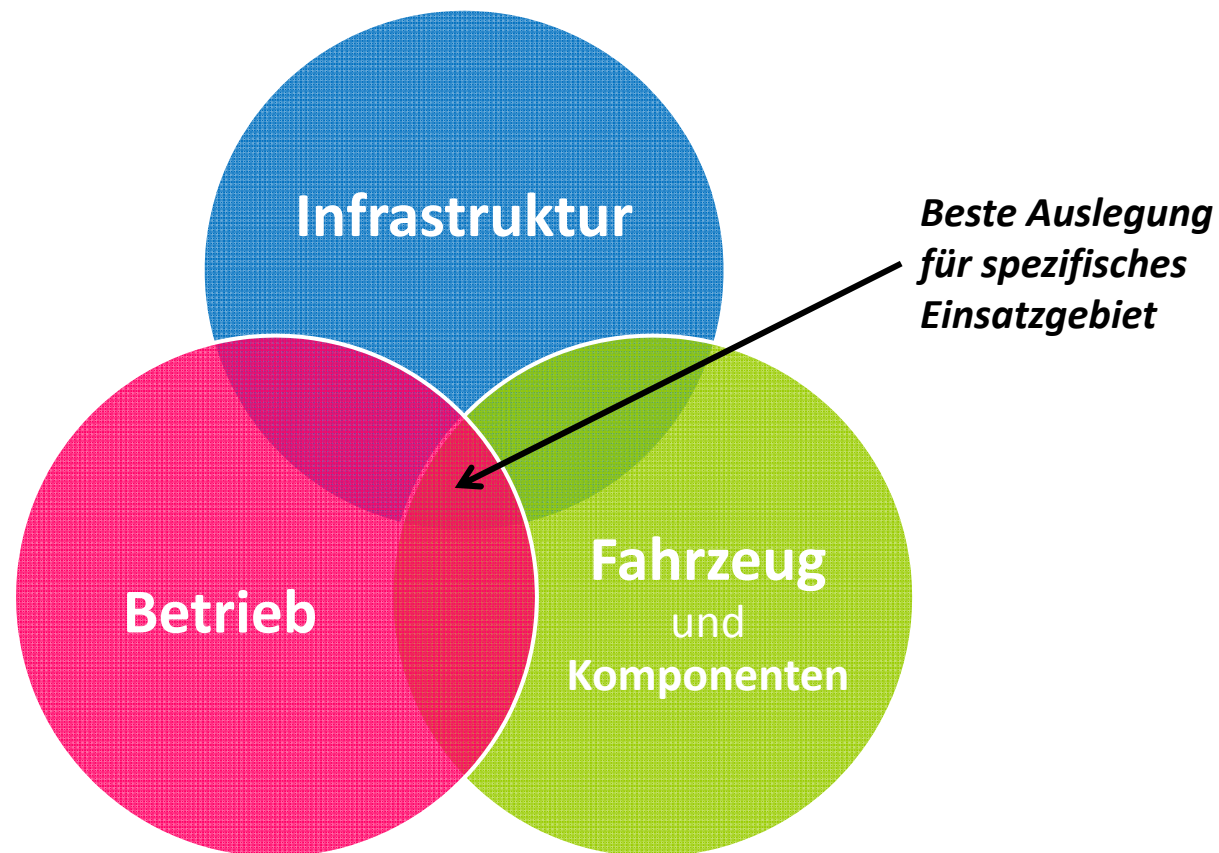 Infrastruktur
Beste Auslegung
für spezifisches
Einsatzgebiet
Betrieb
Fahrzeug
und
Komponenten